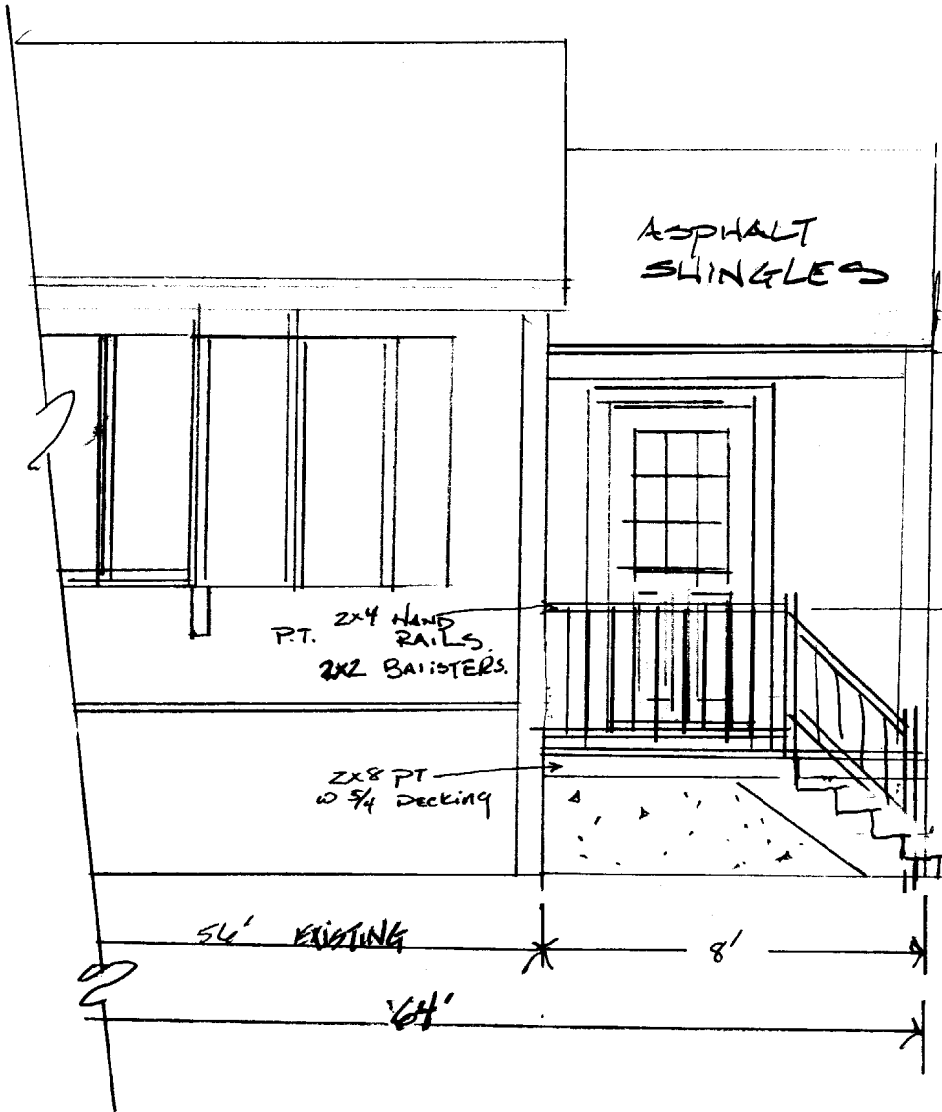 ASPHALT
SHINGLES
P.T. 2x4 HAND
RAILS.
2x2 BALISTERS.
2x8 PT
w 5/4 DECKING
56' EXISTING
8'
64'